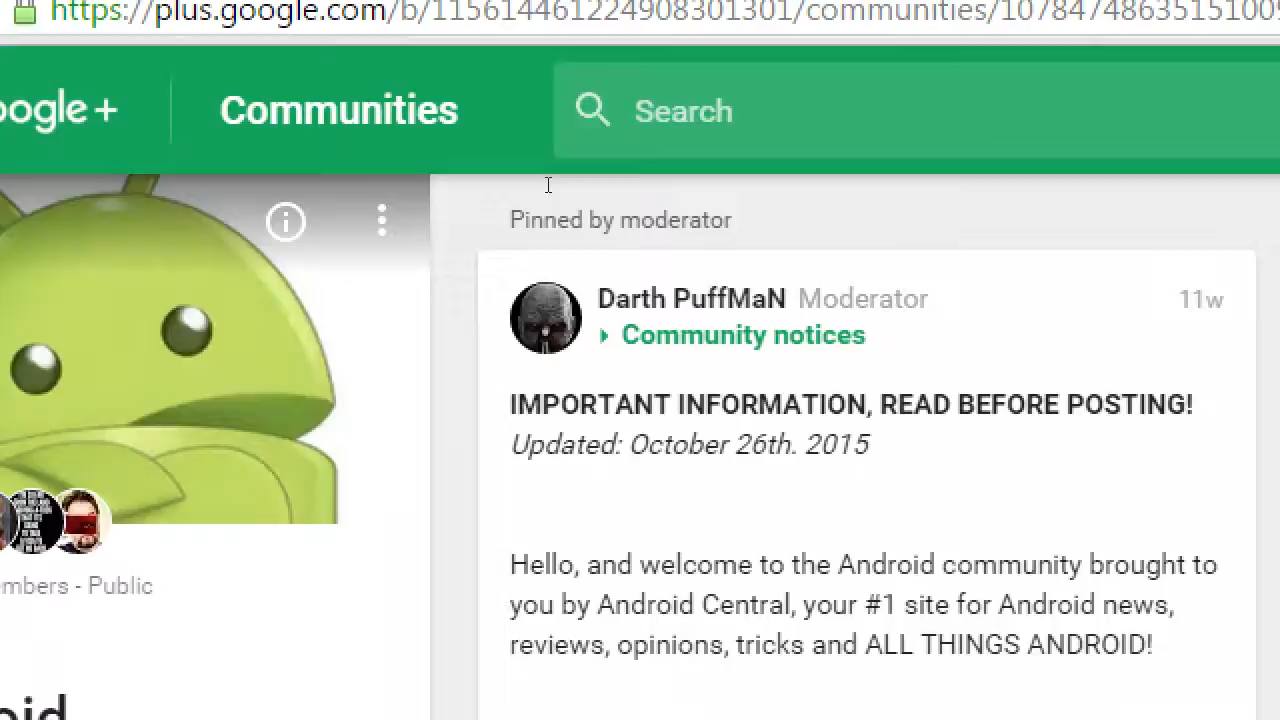 https://plus.google.com/b/115614461224908301301/communities/1078474863515100
oogle+
Communities
Search
Pinned by moderator
Darth PuffMaN Moderator 11w
Community notices
IMPORTANT INFORMATION, READ BEFORE POSTING!
Updated: October 26th. 2015
Hello, and welcome to the Android community brought to
you by Android Central, your #1 site for Android news,
reviews, opinions, tricks and ALL THINGS ANDROID!
mbers - Public
oid